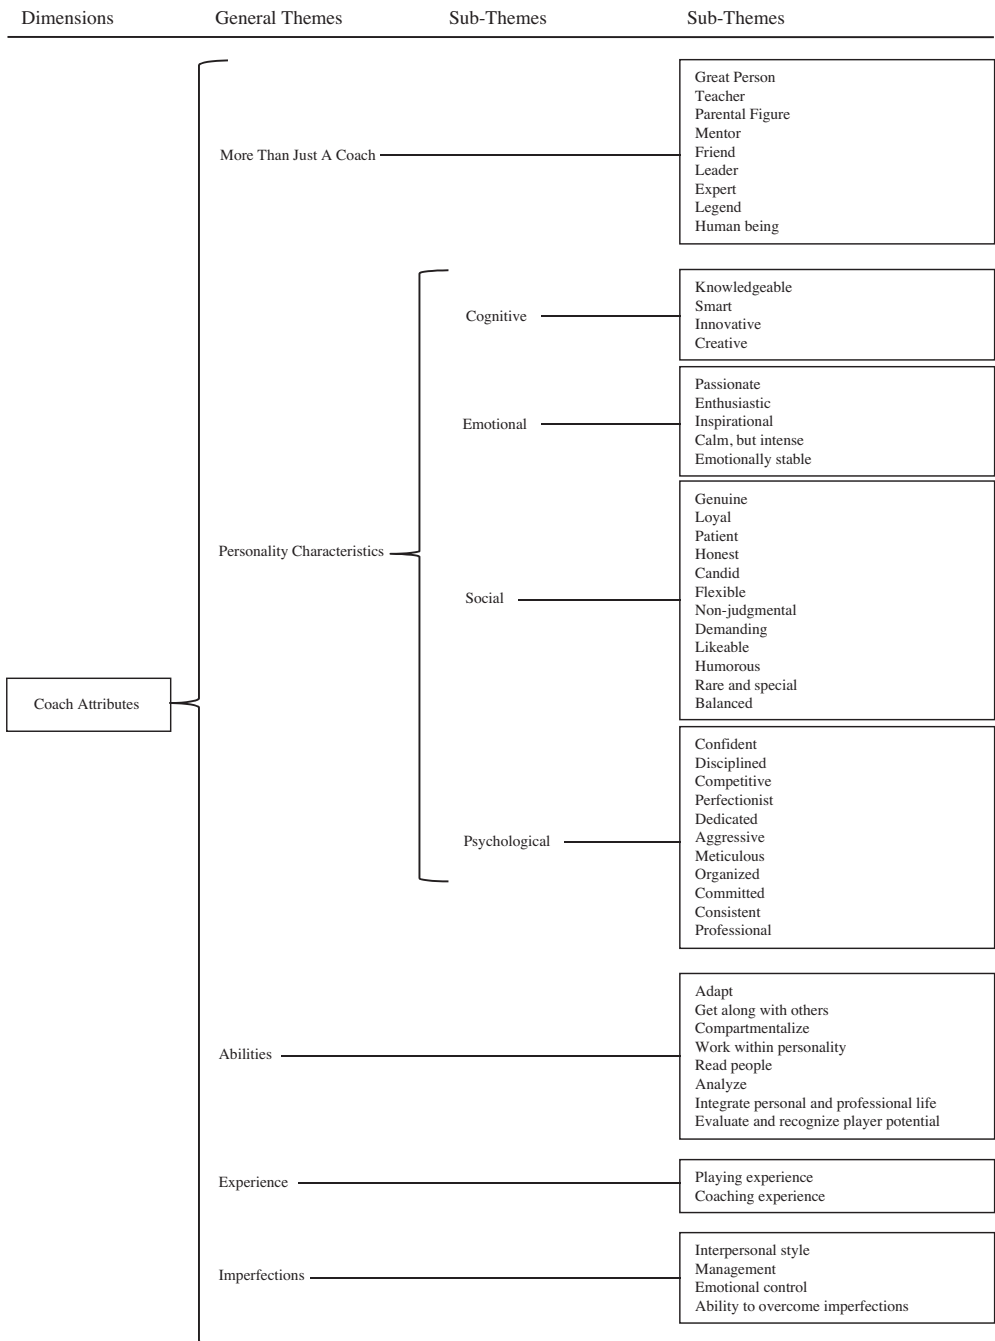 Dimensions
General Themes
Sub-Themes
Sub-Themes
Great Person
Teacher
Parental Figure
Mentor
Friend
Leader
Expert
Legend
Human being
More Than Just A Coach
Knowledgeable
Smart
Innovative
Creative
Cognitive
Passionate
Enthusiastic
Inspirational
Calm, but intense
Emotionally stable
Emotional
Personality Characteristics
Genuine
Loyal
Patient
Honest
Candid
Flexible
Non-judgmental
Demanding
Likeable
Humorous
Rare and special
Balanced
Social
Coach Attributes
Confident
Disciplined
Competitive
Perfectionist
Dedicated
Aggressive
Meticulous
Organized
Committed
Consistent
Professional
Psychological
Adapt
Get along with others
Compartmentalize
Work within personality
Read people
Analyze
Integrate personal and professional life
Evaluate and recognize player potential
Abilities
Playing experience
Coaching experience
Experience
Interpersonal style
Management
Emotional control
Ability to overcome imperfections
Imperfections